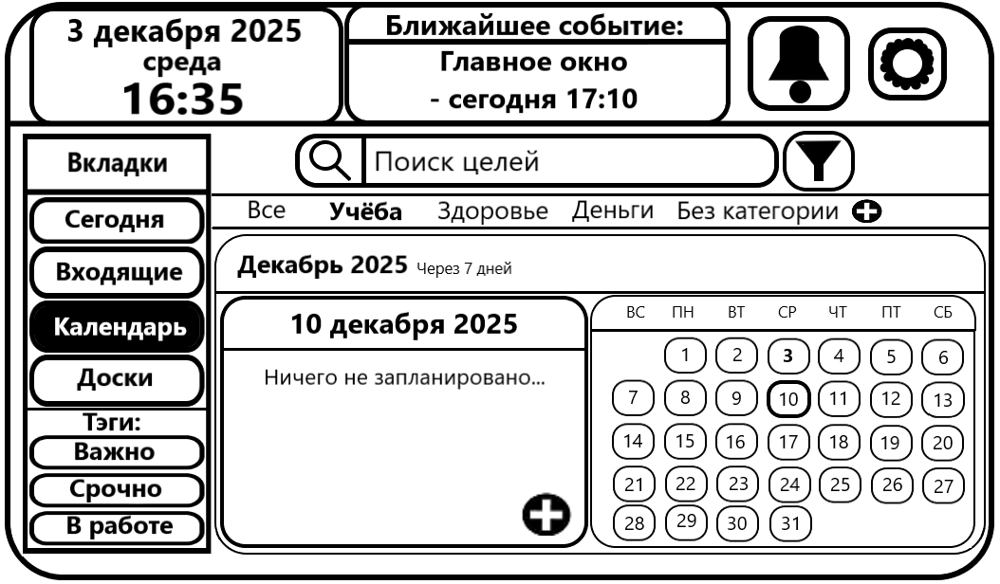 3 декабря 2025
среда
16:35
Ближайшее событие:
Главное окно
- сегодня 17:10
Вкладки
Сегодня
Входящие
Календарь
Доски
Тэги:
Важно
Срочно
В работе
Поиск целей
Все Учёба Здоровье Деньги Без категории
Декабрь 2025 Через 7 дней
10 декабря 2025
Ничего не запланировано...
ВС ПН ВТ СР ЧТ ПТ СБ
1 2 3 4 5 6
7 8 9 10 11 12 13
14 15 16 17 18 19 20
21 22 23 24 25 26 27
28 29 30 31